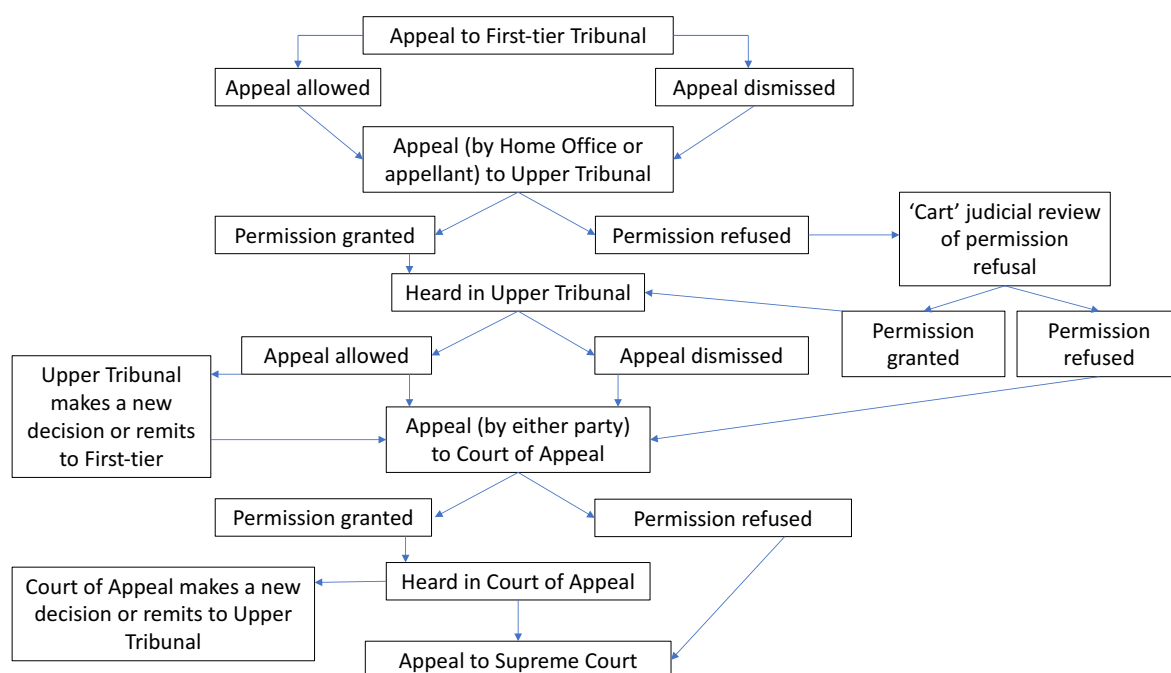 Appeal to First-tier Tribunal
Appeal allowed
Appeal dismissed
Appeal (by Home Office or
appellant) to Upper Tribunal
Permission granted
Permission refused
‘Cart’ judicial review
of permission
refusal
Heard in Upper Tribunal
Permission
granted
Permission
refused
Appeal allowed
Appeal dismissed
Upper Tribunal
makes a new
decision or remits
to First-tier
Appeal (by either party)
to Court of Appeal
Permission granted
Permission refused
Heard in Court of Appeal
Court of Appeal makes a new
decision or remits to Upper
Tribunal
Appeal to Supreme Court